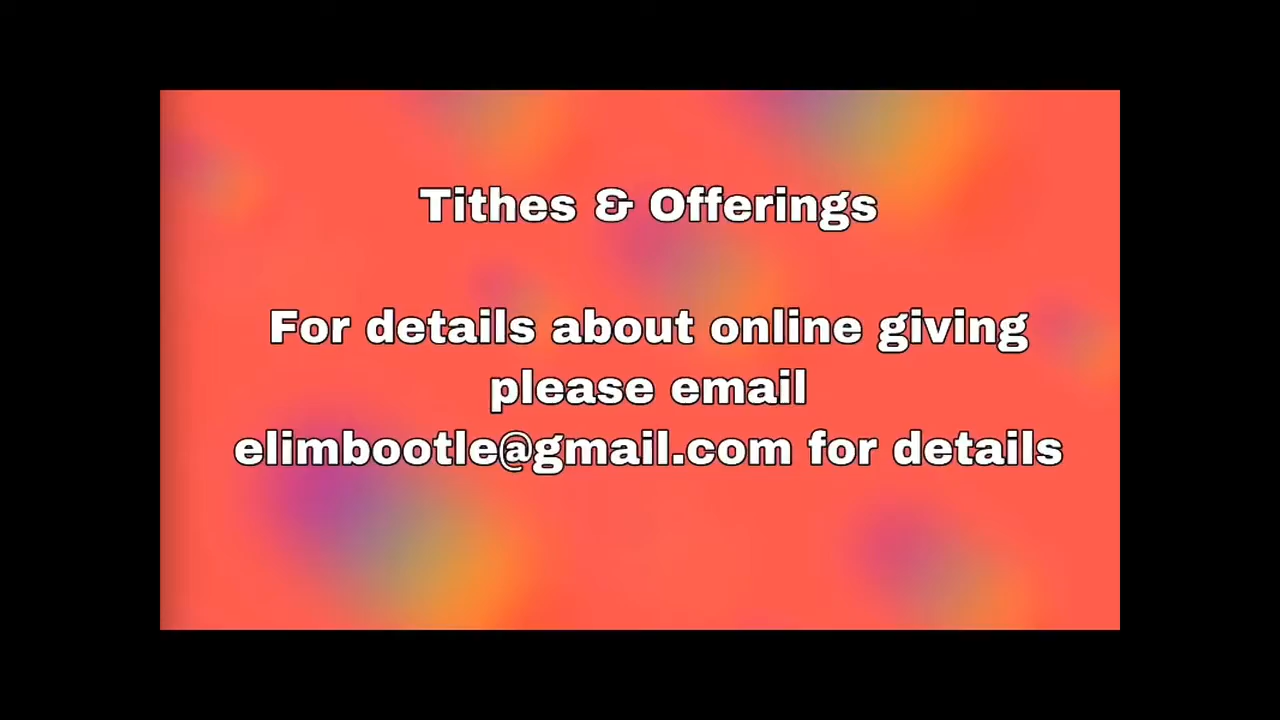 Tithes & Offerings
For details about online giving
please email
elimbootle@gmail.com for details